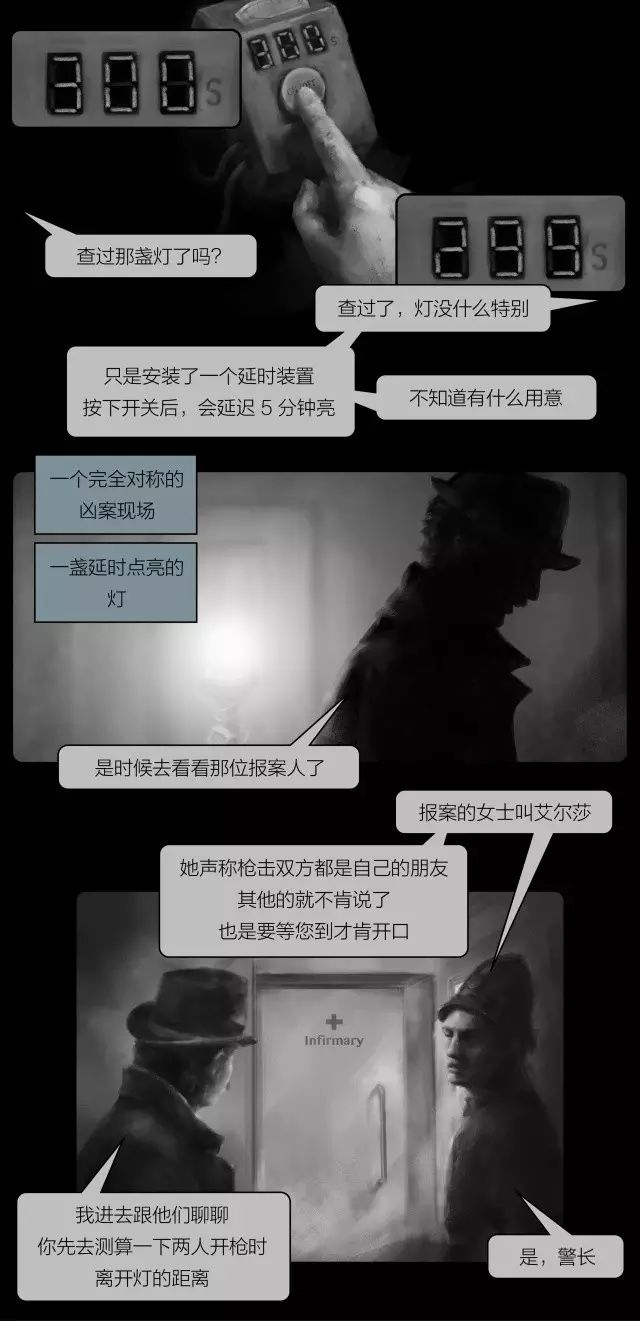 300 S
300 S
查过那盏灯了吗？
299 S
查过了，灯没什么特别
只是安装了一个延时装置
按下开关后，会延迟 5 分钟亮
不知道有什么用意
一个完全对称的
凶案现场
一盏延时点亮的
灯
是时候去看看那位报案人了
报案的女士叫艾尔莎
她声称枪击双方都是自己的朋友
其他的就不肯说了
也是要等您到才肯开口
Infirmary
我进去跟他们聊聊
你先去测算一下两人开枪时
离开灯的距离
是，警长